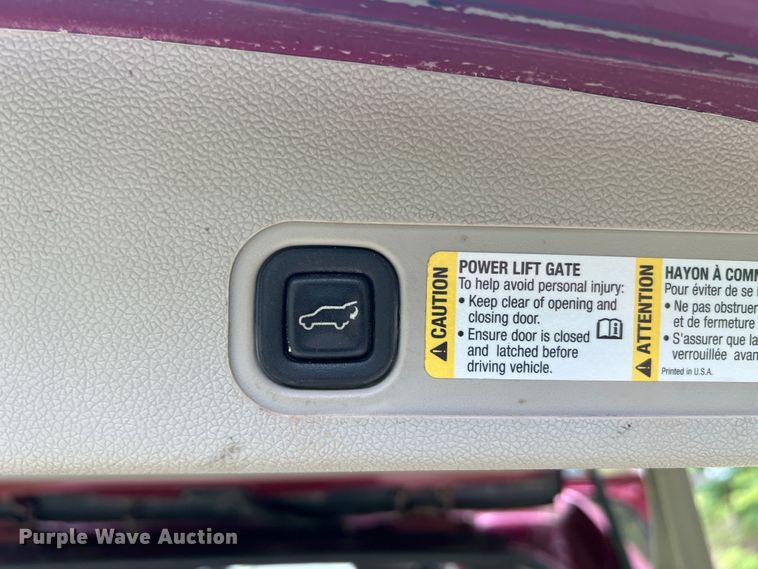 CAUTION
POWER LIFT GATE
To help avoid personal injury:
• Keep clear of opening and
closing door.
• Ensure door is closed
and latched before
driving vehicle.
ATTENTION
HAYON À COMM
Pour éviter de se
• Ne pas obstruer
et de fermeture
• S'assurer que la
verrouillée avan
Printed in U.S.A.
Purple Wave Auction